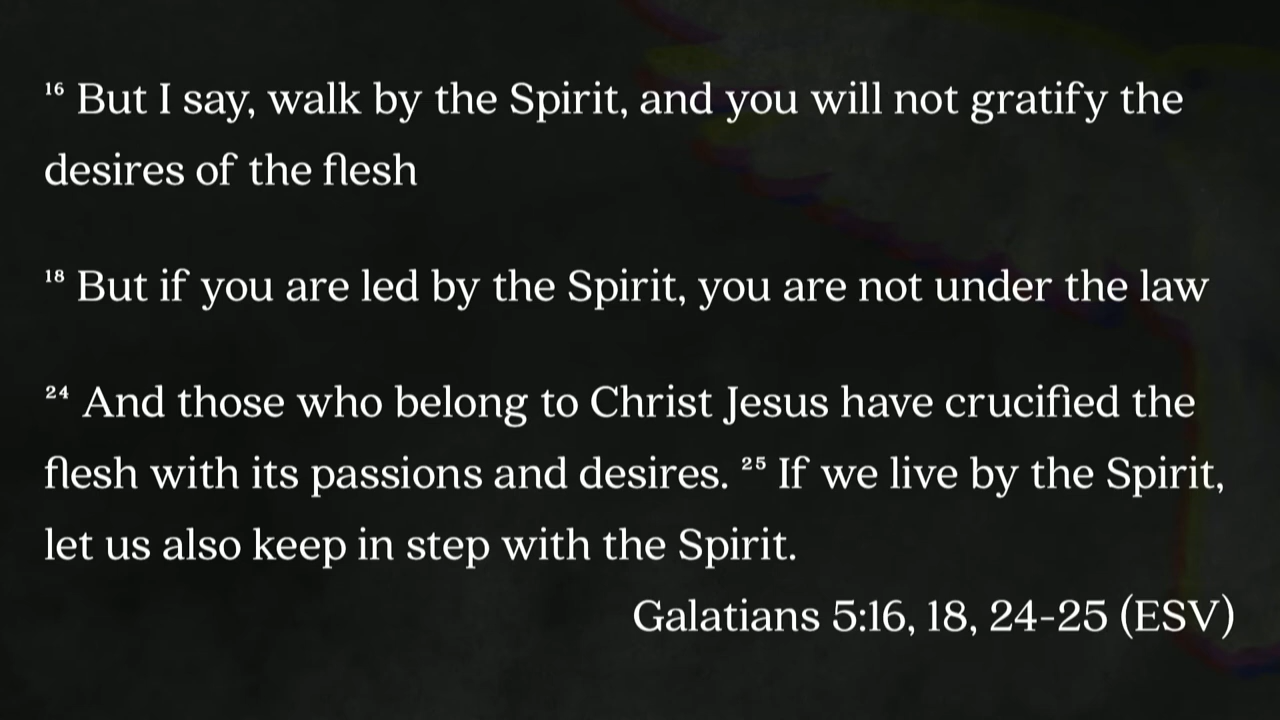 ¹⁶ But I say, walk by the Spirit, and you will not gratify the
desires of the flesh
¹⁸ But if you are led by the Spirit, you are not under the law
²⁴ And those who belong to Christ Jesus have crucified the
flesh with its passions and desires. ²⁵ If we live by the Spirit,
let us also keep in step with the Spirit.
Galatians 5:16, 18, 24-25 (ESV)